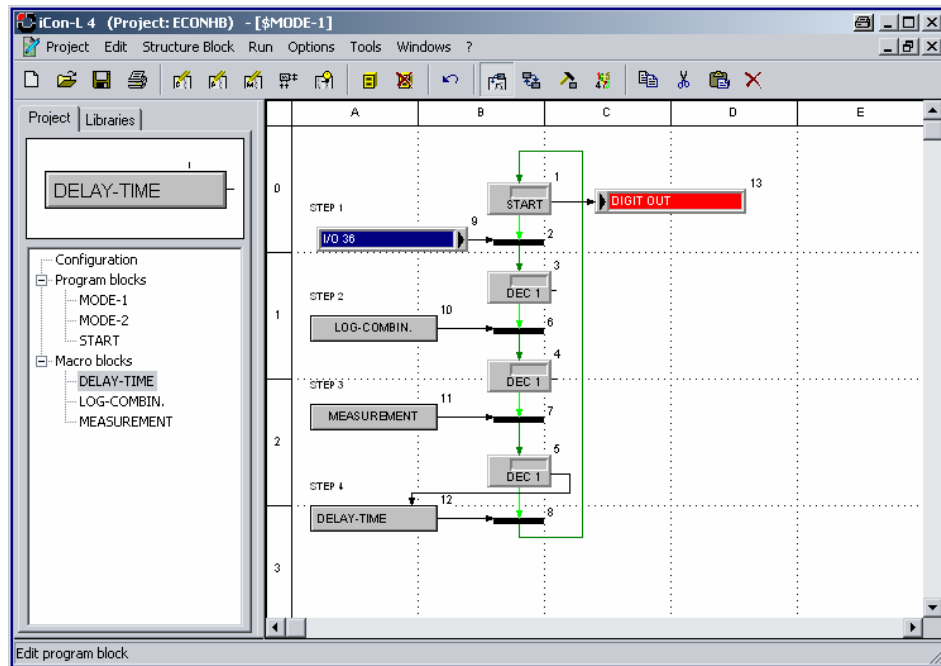 iCon-L 4 (Project: ECONHB) - [$MODE-1]
Project Edit Structure Block Run Options Tools Windows ?
Project Libraries
DELAY-TIME
Configuration
Program blocks
MODE-1
MODE-2
START
Macro blocks
DELAY-TIME
LOG-COMBIN.
MEASUREMENT
A B C D E
0
1
2
3
1
START
13
DIGIT OUT
STEP 1
9
I/O 36
2
3
DEC 1
STEP 2
10
LOG-COMBIN.
6
4
DEC 1
STEP 3
11
MEASUREMENT
7
5
DEC 1
STEP 4
12
DELAY-TIME
8
Edit program block